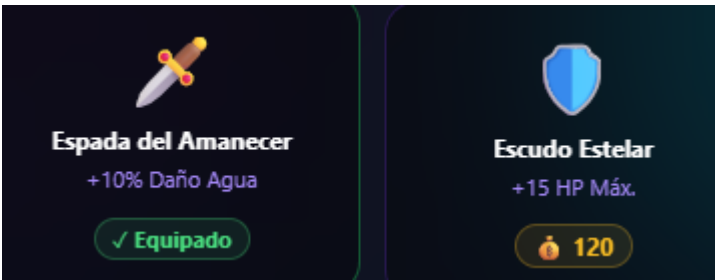 Espada del Amanecer
+10% Daño Agua
✓ Equipado
Escudo Estelar
+15 HP Máx.
120